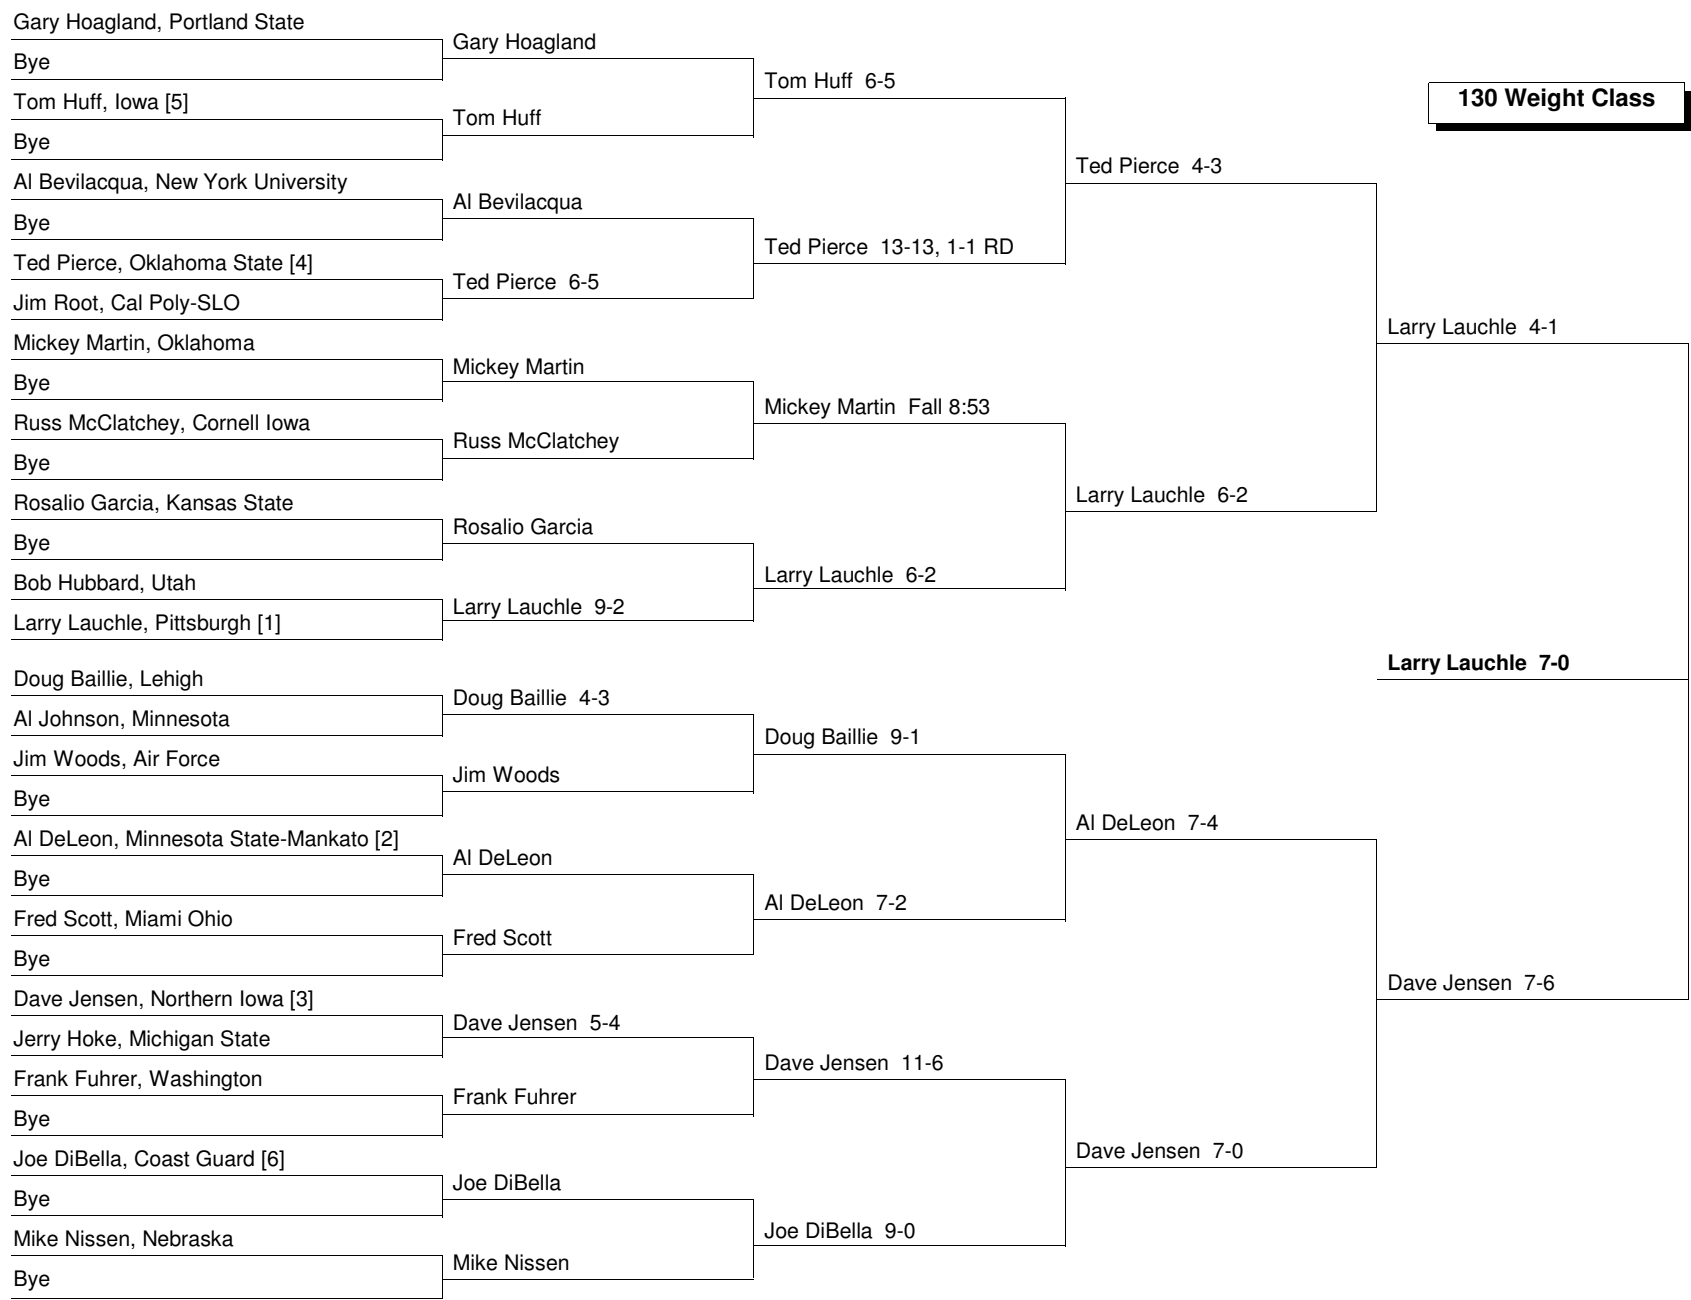 130 Weight Class
Gary Hoagland, Portland State
Bye
Tom Huff, Iowa [5]
Bye
Al Bevilacqua, New York University
Bye
Ted Pierce, Oklahoma State [4]
Jim Root, Cal Poly-SLO
Mickey Martin, Oklahoma
Bye
Russ McClatchey, Cornell Iowa
Bye
Rosalio Garcia, Kansas State
Bye
Bob Hubbard, Utah
Larry Lauchle, Pittsburgh [1]
Doug Baillie, Lehigh
Al Johnson, Minnesota
Jim Woods, Air Force
Bye
Al DeLeon, Minnesota State-Mankato [2]
Bye
Fred Scott, Miami Ohio
Bye
Dave Jensen, Northern Iowa [3]
Jerry Hoke, Michigan State
Frank Fuhrer, Washington
Bye
Joe DiBella, Coast Guard [6]
Bye
Mike Nissen, Nebraska
Bye
Gary Hoagland
Tom Huff
Al Bevilacqua
Ted Pierce 6-5
Mickey Martin
Russ McClatchey
Rosalio Garcia
Larry Lauchle 9-2
Doug Baillie 4-3
Jim Woods
Al DeLeon
Fred Scott
Dave Jensen 5-4
Frank Fuhrer
Joe DiBella
Mike Nissen
Tom Huff 6-5
Ted Pierce 13-13, 1-1 RD
Mickey Martin Fall 8:53
Larry Lauchle 6-2
Doug Baillie 9-1
Al DeLeon 7-2
Dave Jensen 11-6
Joe DiBella 9-0
Ted Pierce 4-3
Larry Lauchle 6-2
Al DeLeon 7-4
Dave Jensen 7-0
Larry Lauchle 4-1
Dave Jensen 7-6
Larry Lauchle 7-0